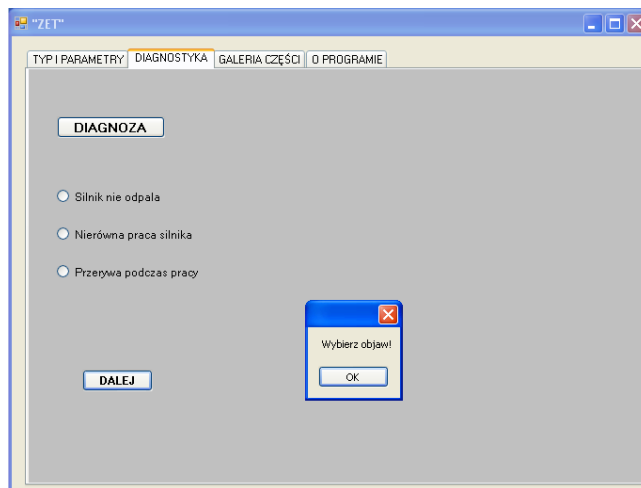 "ZET"
TYP I PARAMETRY DIAGNOSTYKA GALERIA CZĘŚCI O PROGRAMIE
DIAGNOZA
Silnik nie odpala
Nierówna praca silnika
Przerywa podczas pracy
Wybierz objaw!
OK
DALEJ